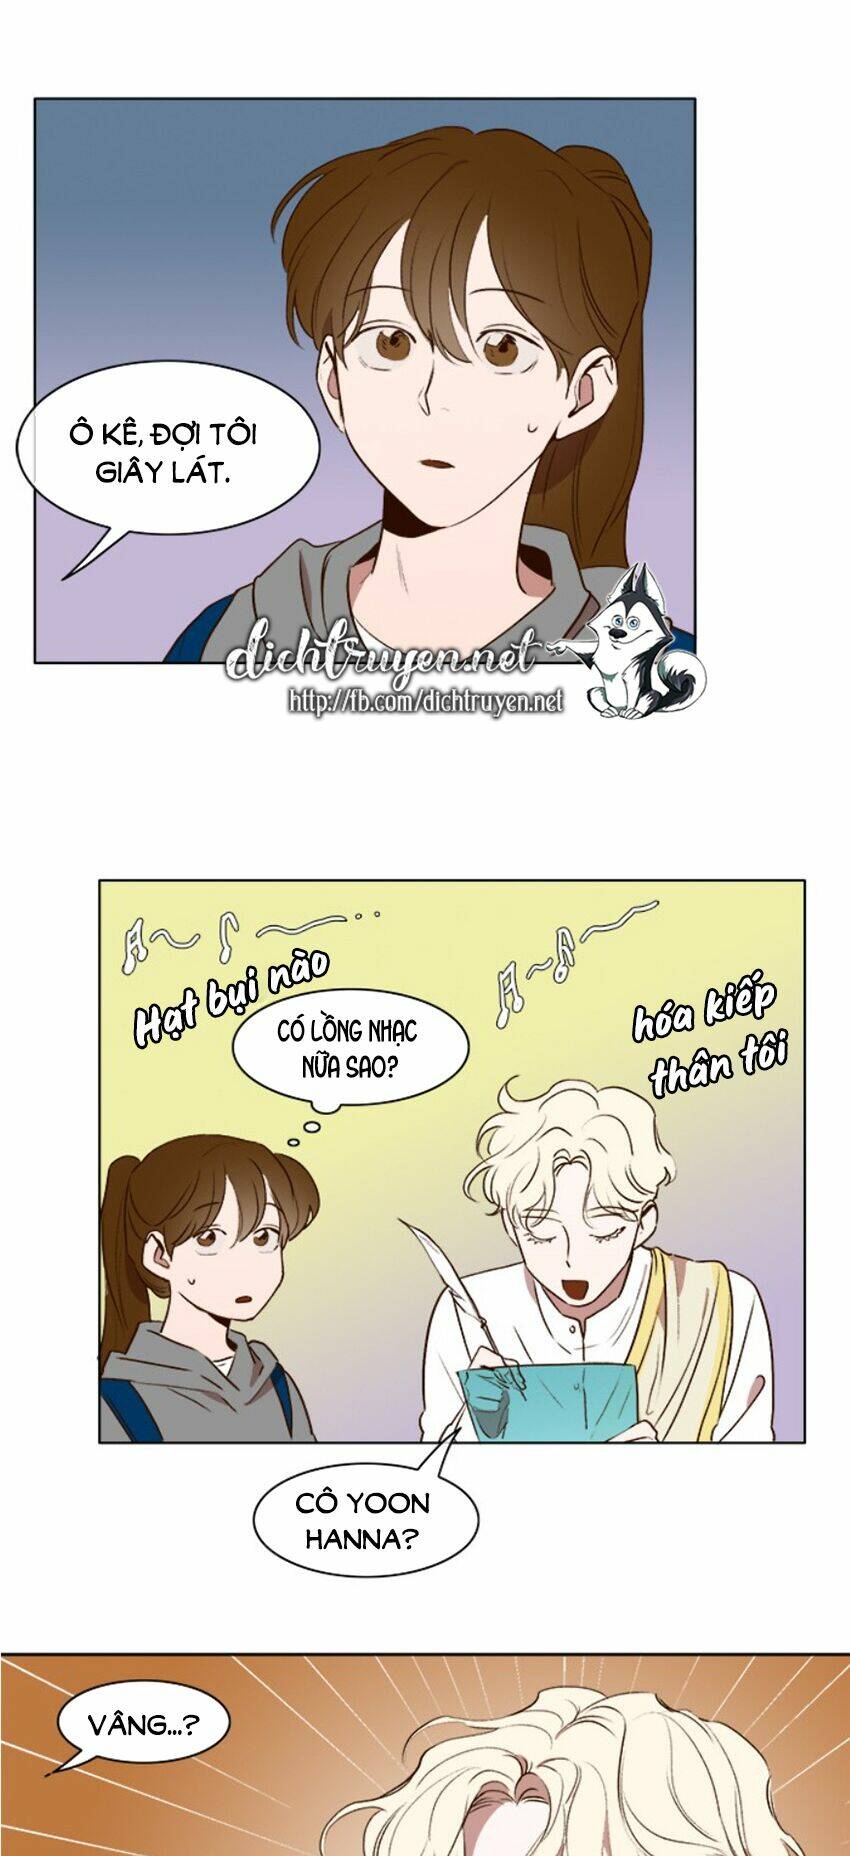 Ô KÊ, ĐỢI TÔI
GIÂY LÁT.
dichtruyen.net
http://fb.com/dichtruyen.net
Hạt bụi nào
CÓ LỒNG NHẠC
NỮA SAO?
hóa kiếp
thân tôi
CÔ YOON
HANNA?
VÂNG...?